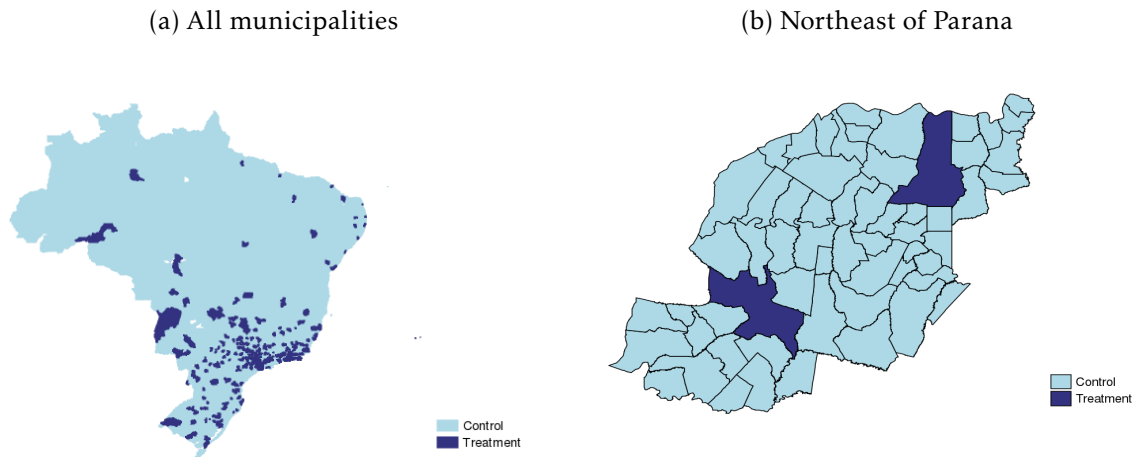 (a) All municipalities
(b) Northeast of Parana
Control
Treatment
Control
Treatment